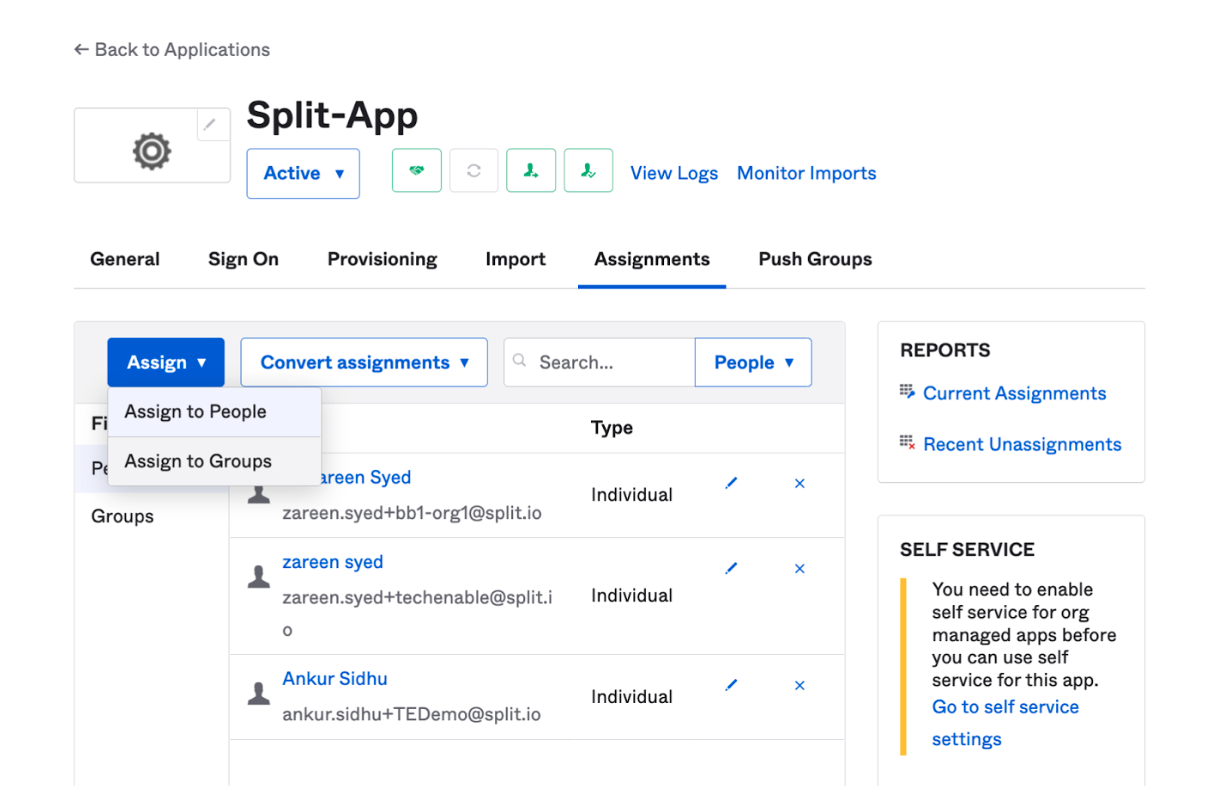 ← Back to Applications
Split-App
Active ▼
View Logs Monitor Imports
General Sign On Provisioning Import Assignments Push Groups
Assign ▼ Convert assignments ▼ Search... People ▼
Assign to People
Assign to Groups
Fi
Pe
Groups
Type
areen Syed
zareen.syed+bb1-org1@split.io
Individual
zareen syed
zareen.syed+techenable@split.i
o
Individual
Ankur Sidhu
ankur.sidhu+TEDemo@split.io
Individual
REPORTS
Current Assignments
Recent Unassignments
SELF SERVICE
You need to enable
self service for org
managed apps before
you can use self
service for this app.
Go to self service
settings